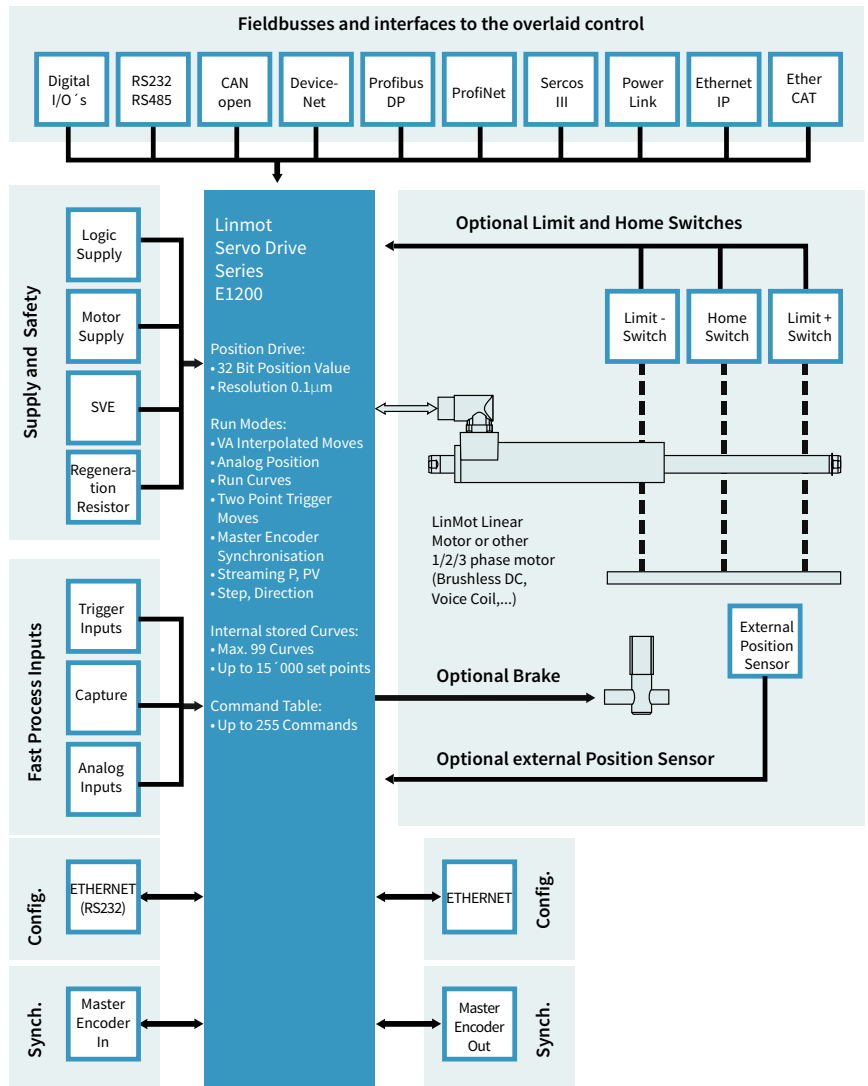 Fieldbusses and interfaces to the overlaid control
Digital
I/O´s
RS232
RS485
CAN
open
Device-
Net
Profibus
DP
ProfiNet
Sercos
III
Power
Link
Ethernet
IP
Ether
CAT
Supply and Safety
Logic
Supply
Motor
Supply
SVE
Regenera-
tion
Resistor
Fast Process Inputs
Trigger
Inputs
Capture
Analog
Inputs
Config.
ETHERNET
(RS232)
Synch.
Master
Encoder
In
Linmot
Servo Drive
Series
E1200
Position Drive:
• 32 Bit Position Value
• Resolution 0.1µm
Run Modes:
• VA Interpolated Moves
• Analog Position
• Run Curves
• Two Point Trigger
Moves
• Master Encoder
Synchronisation
• Streaming P, PV
• Step, Direction
Internal stored Curves:
• Max. 99 Curves
• Up to 15´000 set points
Command Table:
• Up to 255 Commands
Optional Limit and Home Switches
Limit -
Switch
Home
Switch
Limit +
Switch
LinMot Linear
Motor or other
1/2/3 phase motor
(Brushless DC,
Voice Coil,...)
External
Position
Sensor
Optional Brake
Optional external Position Sensor
ETHERNET
Config.
Master
Encoder
Out
Synch.